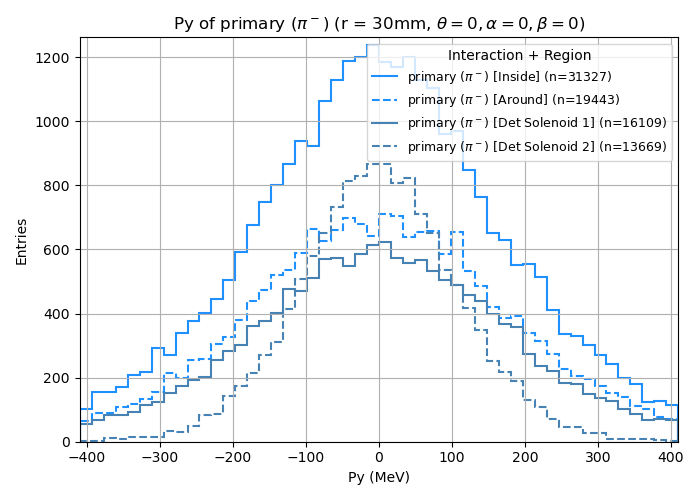 Py of primary (π⁻) (r = 30mm, θ = 0, α = 0, β = 0)
Entries
1200
1000
800
600
400
200
0
Interaction + Region
primary (π⁻) [Inside] (n=31327)
primary (π⁻) [Around] (n=19443)
primary (π⁻) [Det Solenoid 1] (n=16109)
primary (π⁻) [Det Solenoid 2] (n=13669)
−400 −300 −200 −100 0 100 200 300 400
Py (MeV)